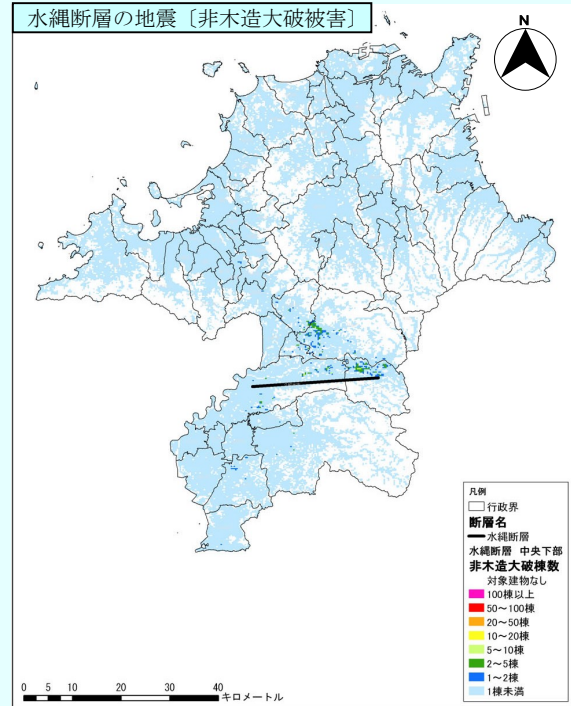 水縄断層の地震〔非木造大破被害〕
N
凡例
行政界
断層名
水縄断層
水縄断層 中央下部
非木造大破棟数
対象建物なし
100棟以上
50～100棟
20～50棟
10～20棟
5～10棟
2～5棟
1～2棟
1棟未満
0 5 10 20 30 40
キロメートル